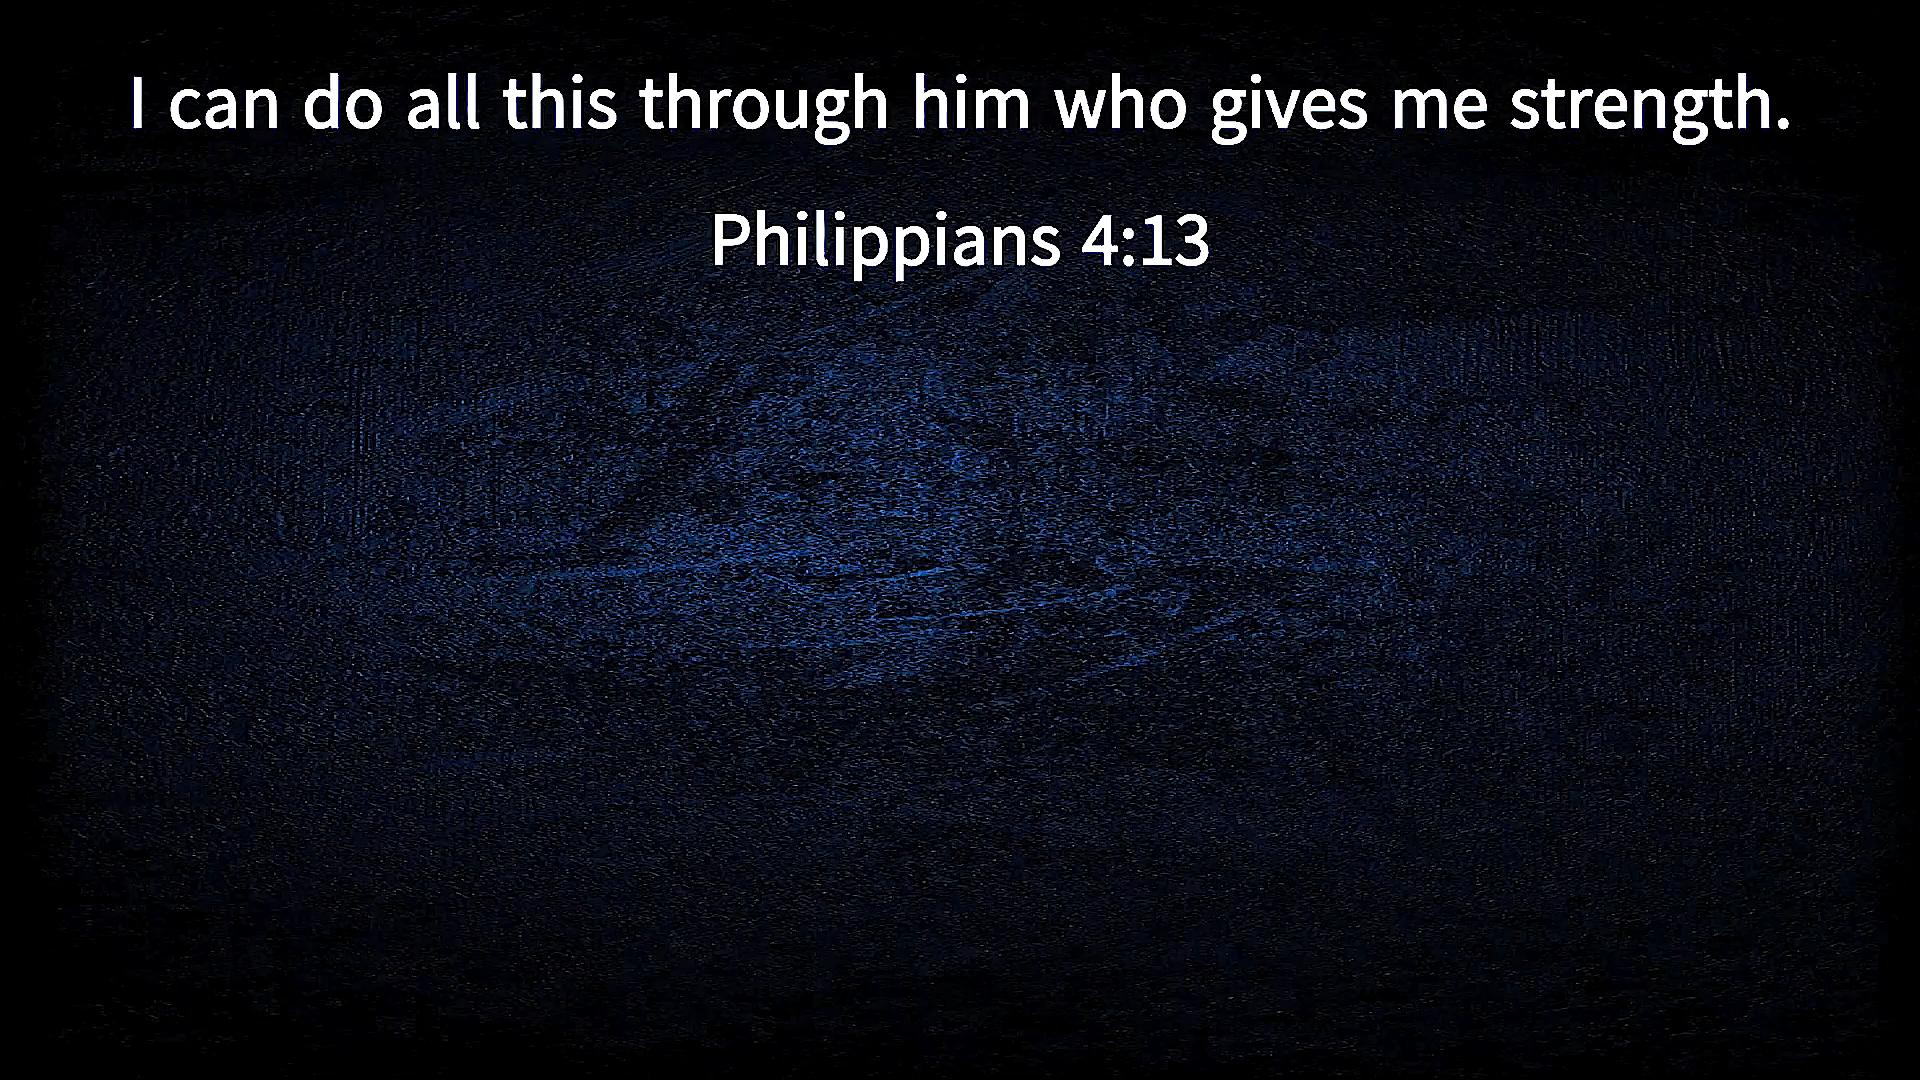 I can do all this through him who gives me strength.
Philippians 4:13